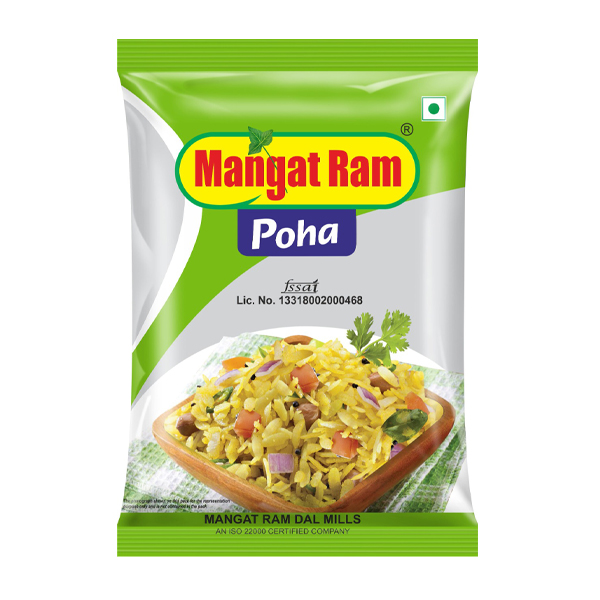 Mangat Ram
®
Poha
fssai
Lic. No. 13318002000468
MANGAT RAM DAL MILLS
AN ISO 22000 CERTIFIED COMPANY